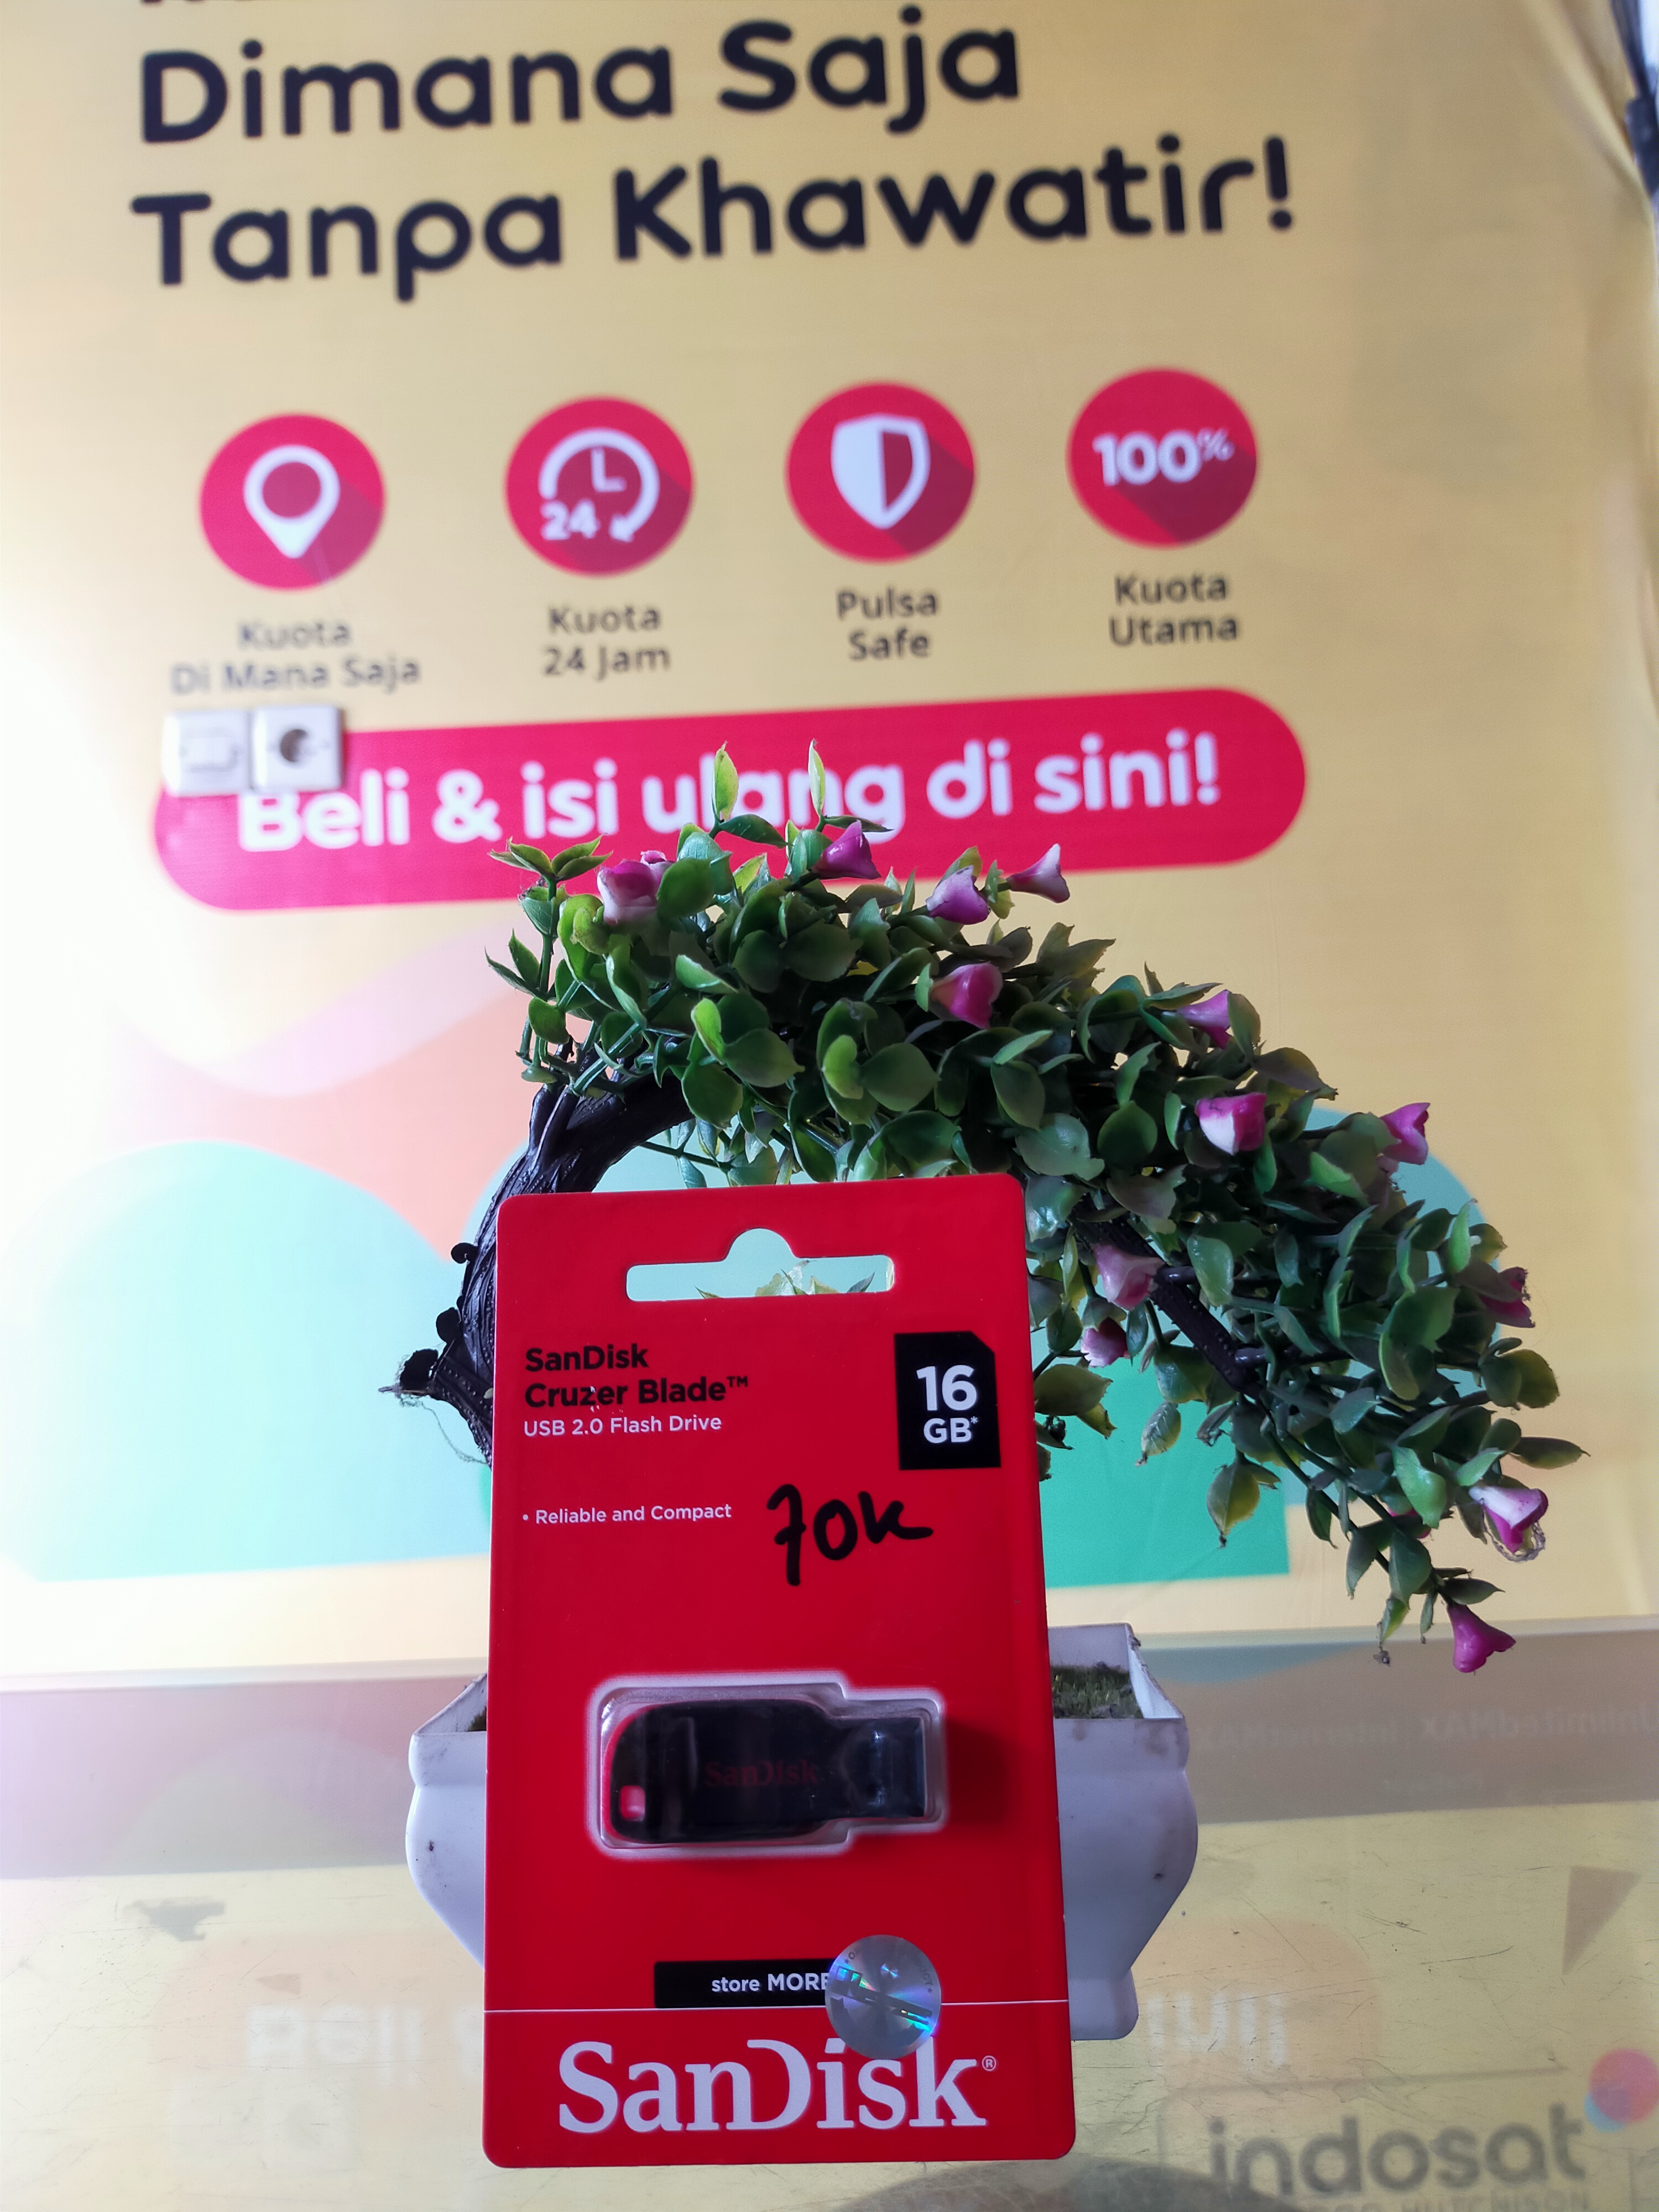 Dimana Saja
Tanpa Khawatir!
Kuota
Di Mana Saja
24
Kuota
24 Jam
Pulsa
Safe
100%
Kuota
Utama
Beli & isi ulang di sini!
SanDisk
Cruzer Blade™
USB 2.0 Flash Drive
16
GB*
• Reliable and Compact
70K
SanDisk
store MORE
SanDisk®
indosat